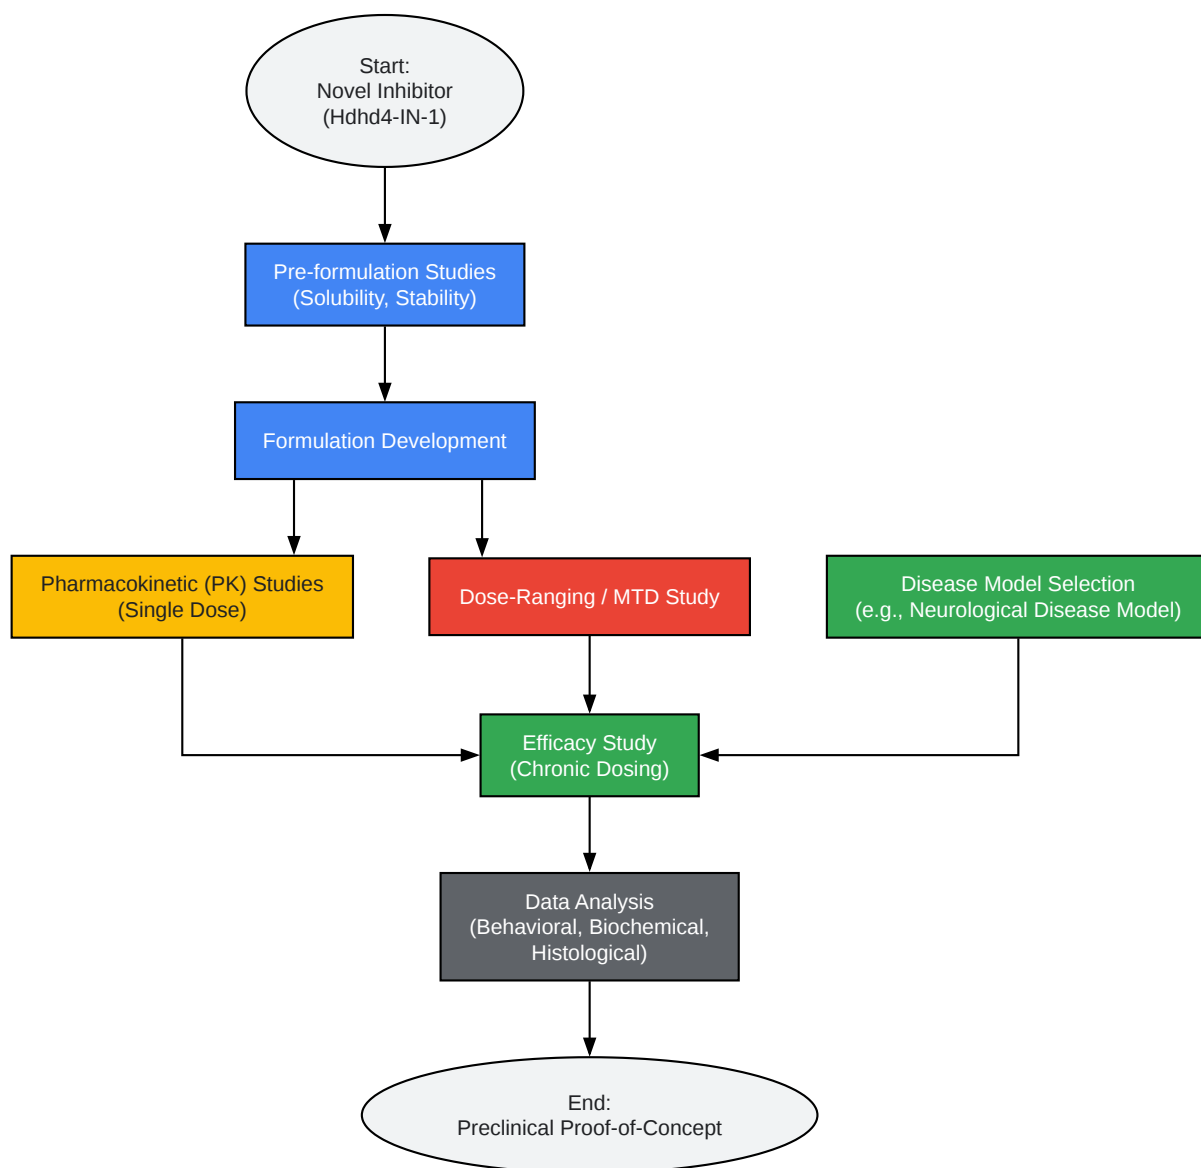 Start:
Novel Inhibitor
(Hdhd4-IN-1)
Pre-formulation Studies
(Solubility, Stability)
Formulation Development
Pharmacokinetic (PK) Studies
(Single Dose)
Dose-Ranging / MTD Study
Disease Model Selection
(e.g., Neurological Disease Model)
Efficacy Study
(Chronic Dosing)
Data Analysis
(Behavioral, Biochemical,
Histological)
End:
Preclinical Proof-of-Concept